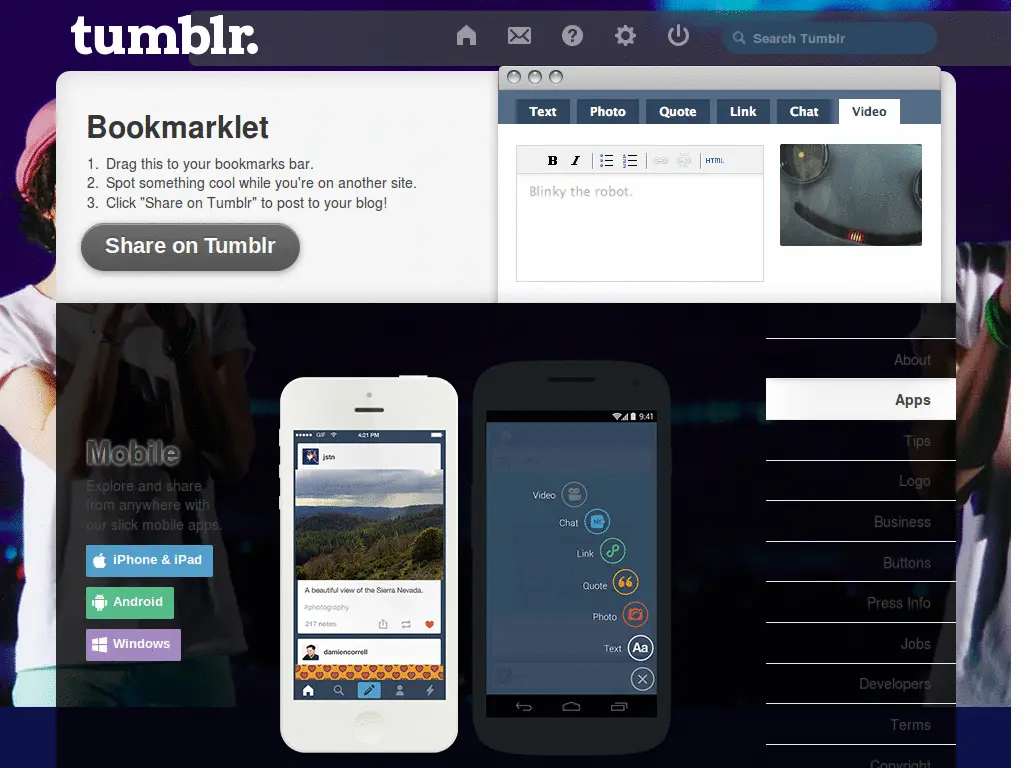 tumblr.
Search Tumblr
Bookmarklet
1. Drag this to your bookmarks bar.
2. Spot something cool while you're on another site.
3. Click "Share on Tumblr" to post to your blog!
Share on Tumblr
Text Photo Quote Link Chat Video
B I HTML
Blinky the robot.
Mobile
Explore and share
from anywhere with
our slick mobile apps.
iPhone & iPad
Android
Windows
GIF 4:21 PM
jstn
A beautiful view of the Sierra Nevada.
#photography
217 notes
damiencorrell
9:41
Video
Chat
Link
Quote
Photo
Text Aa
About
Apps
Tips
Logo
Business
Buttons
Press Info
Jobs
Developers
Terms
Copyright